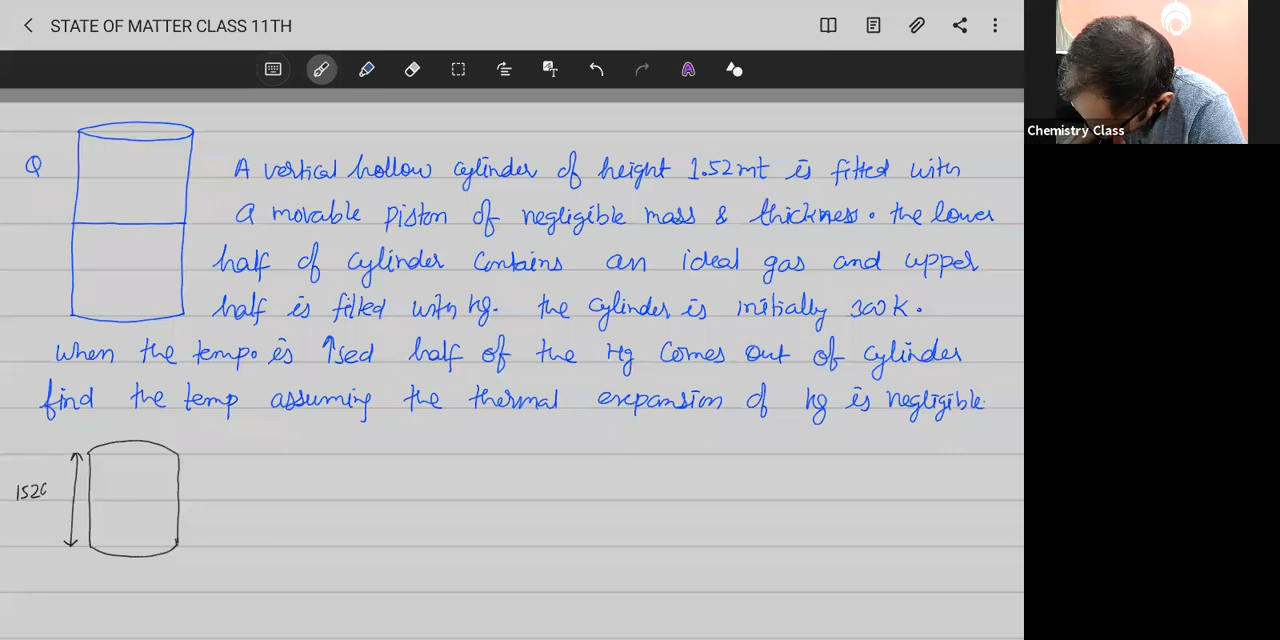 STATE OF MATTER CLASS 11TH
Chemistry Class
Q A vertical hollow cylinder of height 1.52mt is fitted with
a movable piston of negligible mass & thickness. the lower
half of cylinder contains an ideal gas and upper
half is filled with hg. the cylinder is initially 300K.
When the temp. is ↑sed half of the Hg comes out of cylinder
find the temp assuming the thermal expansion of hg is negligible.
152